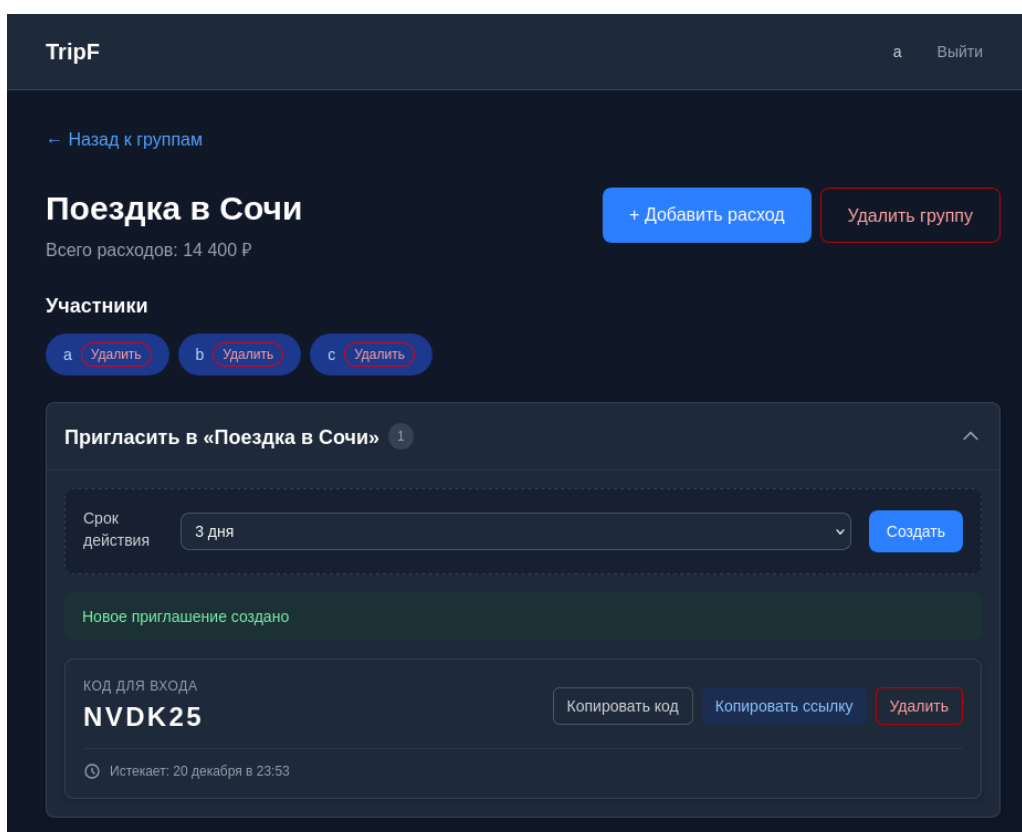 TripF
a Выйти
← Назад к группам
Поездка в Сочи
+ Добавить расход
Удалить группу
Всего расходов: 14 400 ₽
Участники
a Удалить b Удалить c Удалить
Пригласить в «Поездка в Сочи» 1
Срок
действия
3 дня
Создать
Новое приглашение создано
КОД ДЛЯ ВХОДА
NVDK25
Копировать код Копировать ссылку Удалить
Истекает: 20 декабря в 23:53